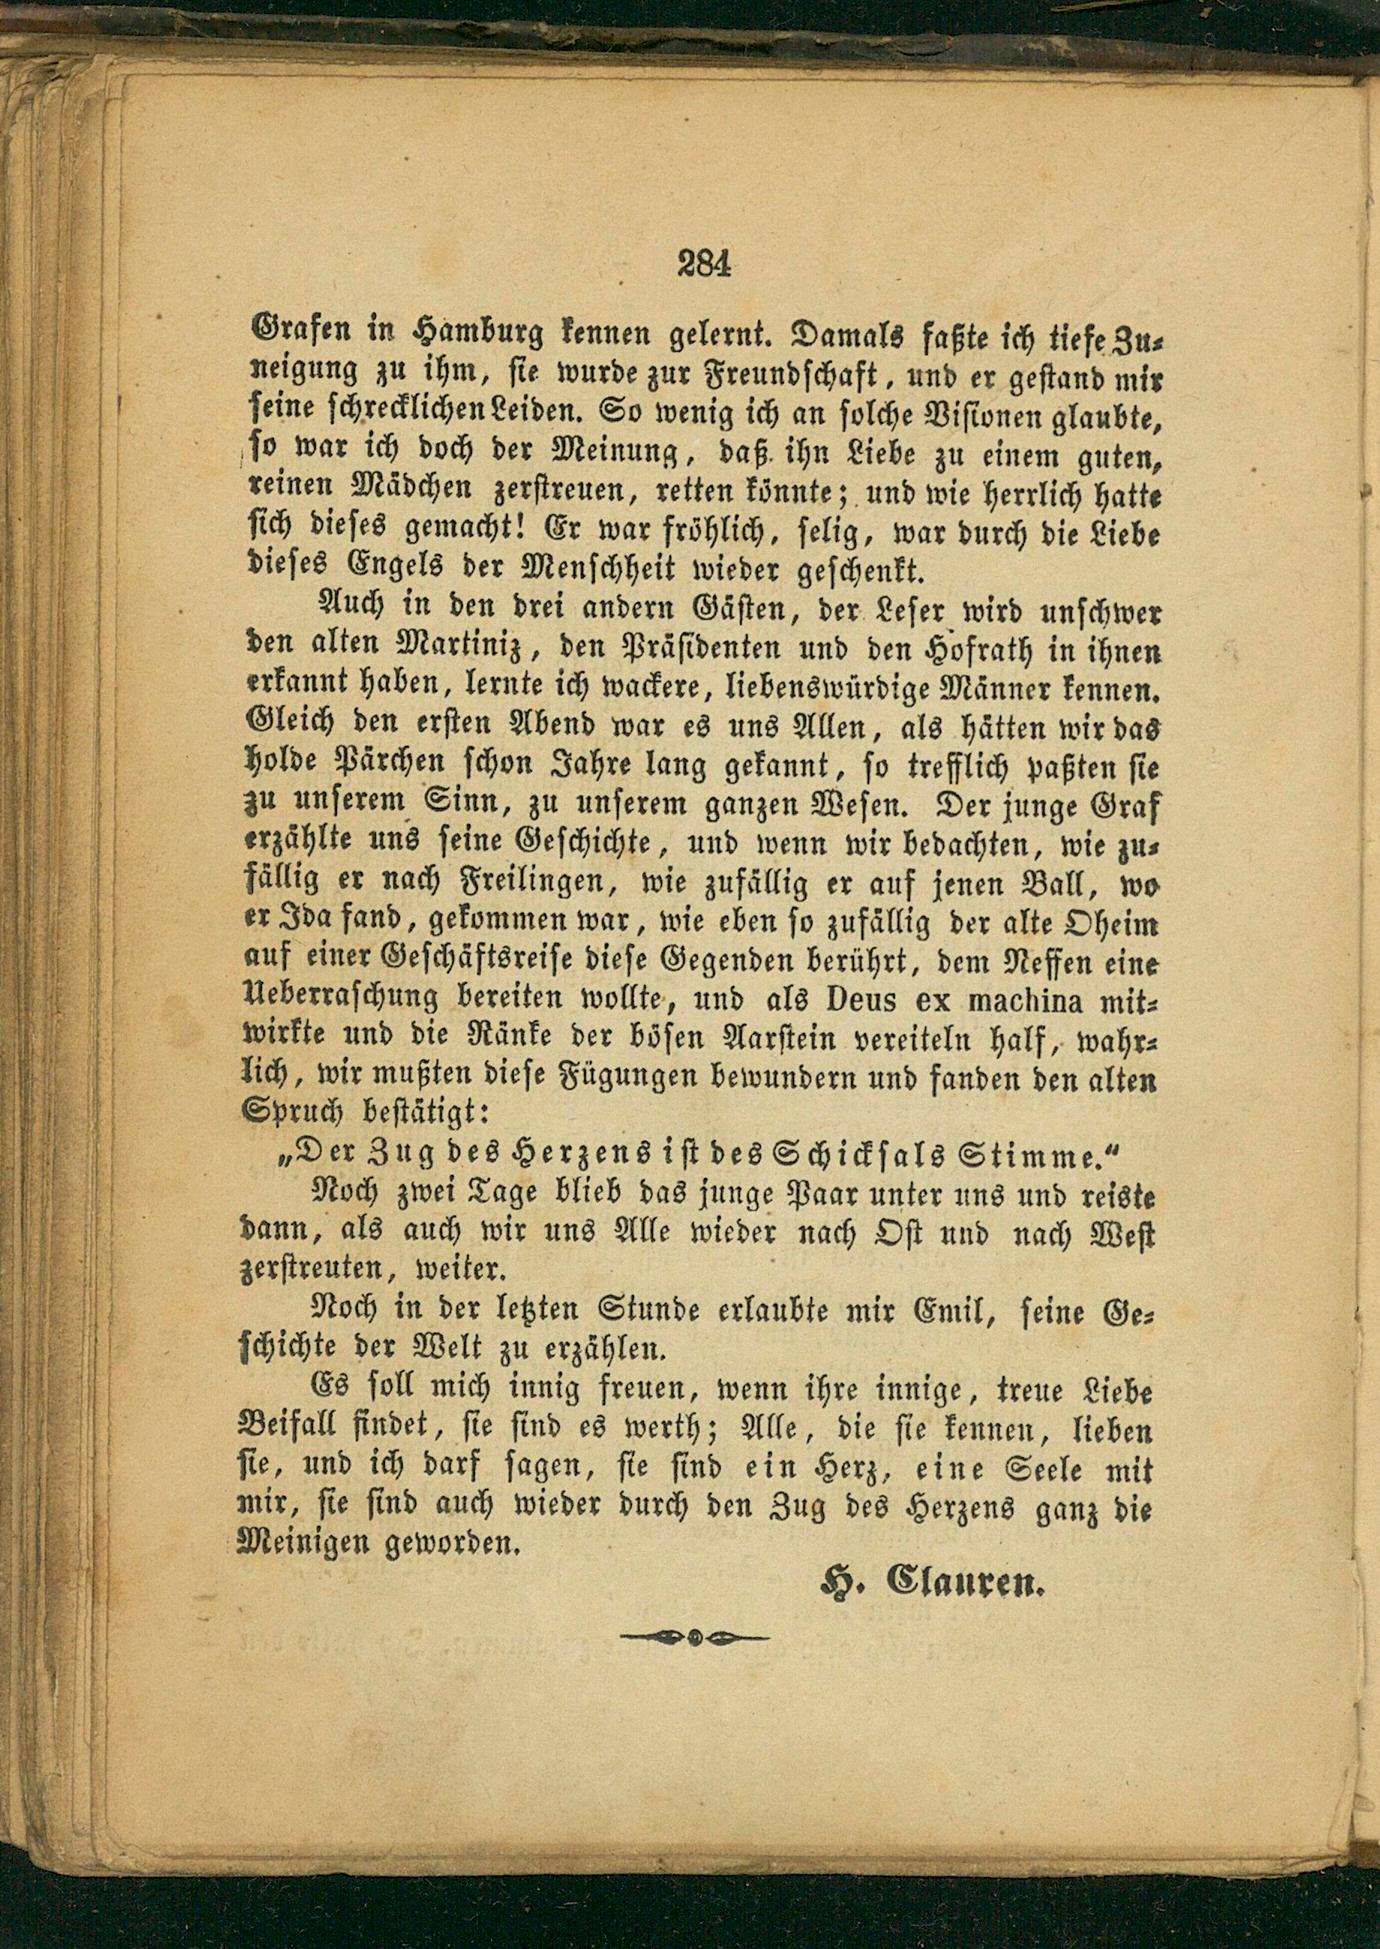 284
Grafen in Hamburg kennen gelernt. Damals faßte ich tiefe Zu-
neigung zu ihm, sie wurde zur Freundschaft, und er gestand mir
seine schrecklichen Leiden. So wenig ich an solche Visionen glaubte,
so war ich doch der Meinung, daß ihn Liebe zu einem guten,
reinen Mädchen zerstreuen, retten könnte; und wie herrlich hatte
sich dieses gemacht! Er war fröhlich, selig, war durch die Liebe
dieses Engels der Menschheit wieder geschenkt.
Auch in den drei andern Gästen, der Leser wird unschwer
den alten Martiniz, den Präsidenten und den Hofrath in ihnen
erkannt haben, lernte ich wackere, liebenswürdige Männer kennen.
Gleich den ersten Abend war es uns Allen, als hätten wir das
holde Pärchen schon Jahre lang gekannt, so trefflich paßten sie
zu unserem Sinn, zu unserem ganzen Wesen. Der junge Graf
erzählte uns seine Geschichte, und wenn wir bedachten, wie zu-
fällig er nach Freilingen, wie zufällig er auf jenen Ball, wo
er Ida fand, gekommen war, wie eben so zufällig der alte Oheim
auf einer Geschäftsreise diese Gegenden berührt, dem Neffen eine
Ueberraschung bereiten wollte, und als Deus ex machina mit-
wirkte und die Ränke der bösen Aarstein vereiteln half, wahr-
lich, wir mußten diese Fügungen bewundern und fanden den alten
Spruch bestätigt:
„Der Zug des Herzens ist des Schicksals Stimme.“
Noch zwei Tage blieb das junge Paar unter uns und reiste
dann, als auch wir uns Alle wieder nach Ost und nach West
zerstreuten, weiter.
Noch in der letzten Stunde erlaubte mir Emil, seine Ge-
schichte der Welt zu erzählen.
Es soll mich innig freuen, wenn ihre innige, treue Liebe
Beifall findet, sie sind es werth; Alle, die sie kennen, lieben
sie, und ich darf sagen, sie sind ein Herz, eine Seele mit
mir, sie sind auch wieder durch den Zug des Herzens ganz die
Meinigen geworden.
H. Clauren.